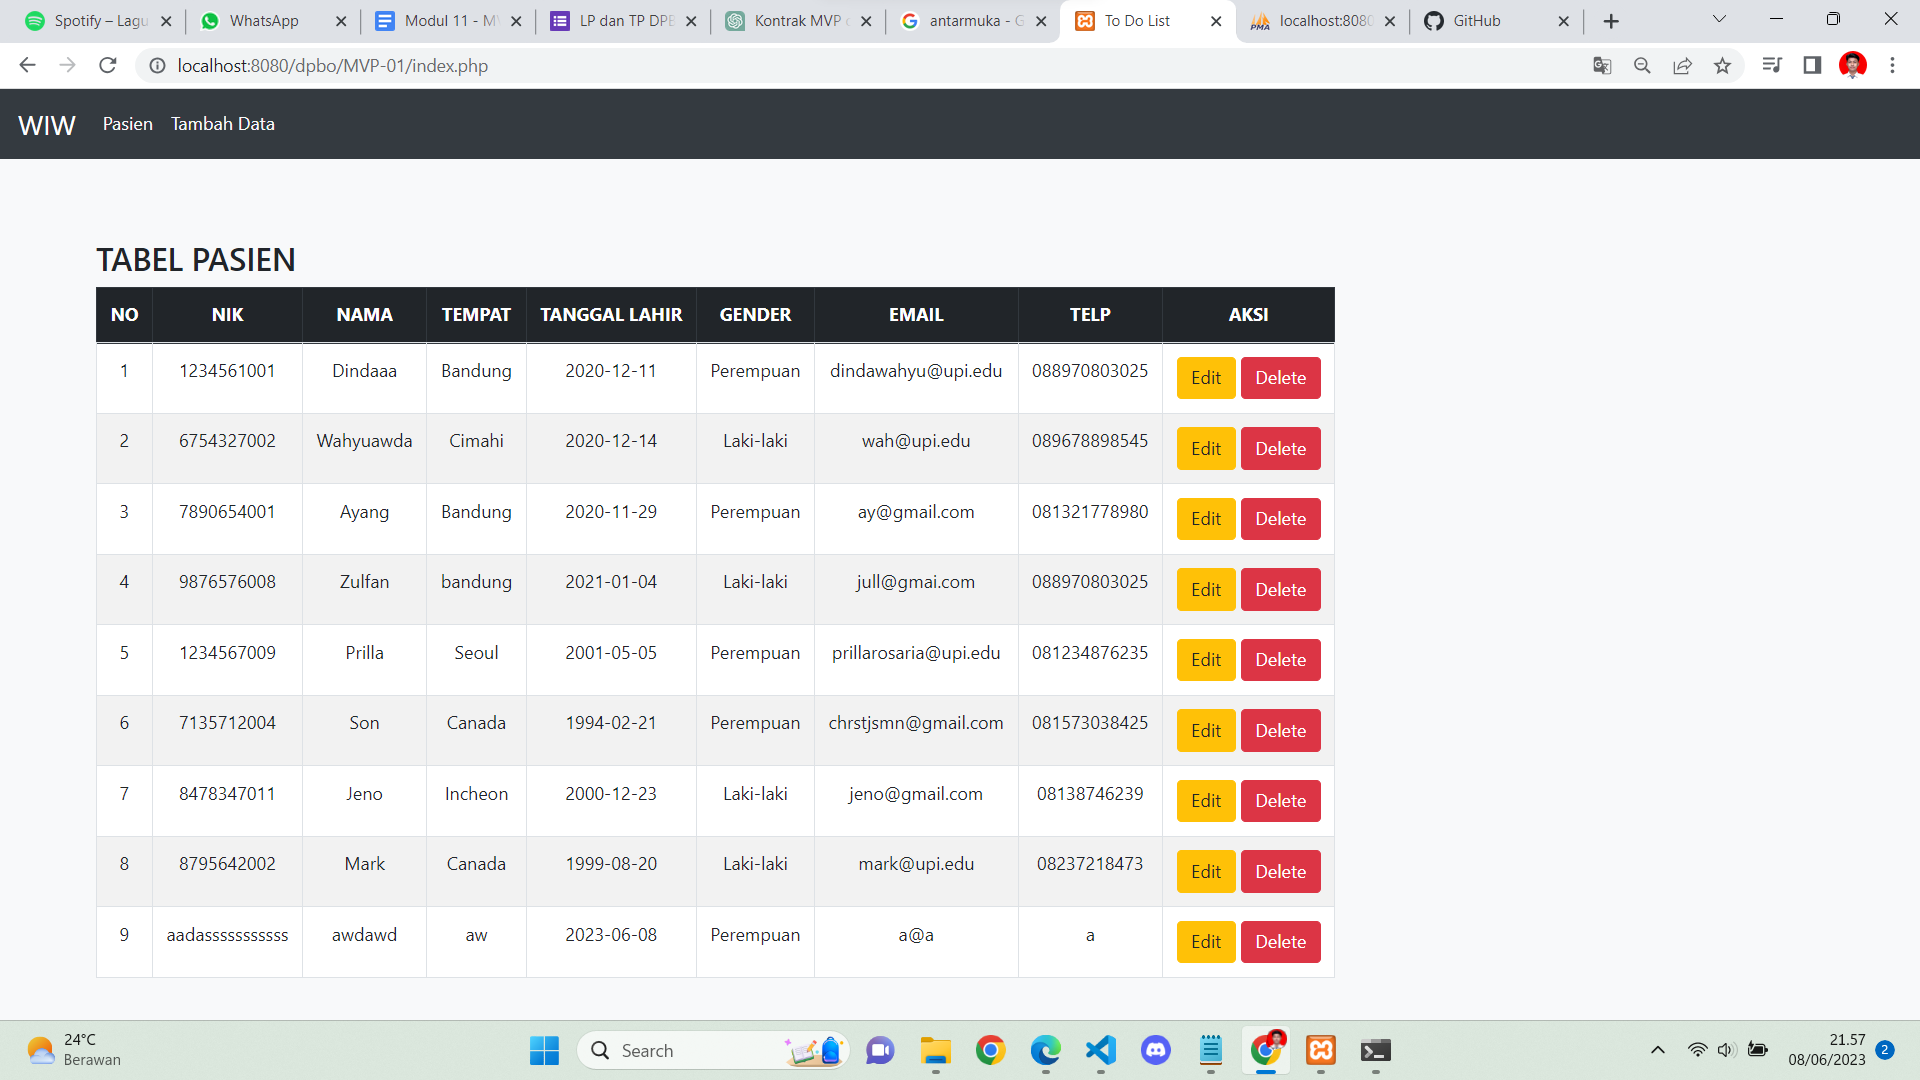 Spotify – Lagu
WhatsApp
Modul 11 - M
LP dan TP DPB
Kontrak MVP
antarmuka - G
To Do List
localhost:8080
GitHub
localhost:8080/dpbo/MVP-01/index.php
WIW Pasien Tambah Data
TABEL PASIEN
NO NIK NAMA TEMPAT TANGGAL LAHIR GENDER EMAIL TELP AKSI
1 1234561001 Dindaaa Bandung 2020-12-11 Perempuan dindawahyu@upi.edu 088970803025 Edit Delete
2 6754327002 Wahyuawda Cimahi 2020-12-14 Laki-laki wah@upi.edu 089678898545 Edit Delete
3 7890654001 Ayang Bandung 2020-11-29 Perempuan ay@gmail.com 081321778980 Edit Delete
4 9876576008 Zulfan bandung 2021-01-04 Laki-laki jull@gmai.com 088970803025 Edit Delete
5 1234567009 Prilla Seoul 2001-05-05 Perempuan prillarosaria@upi.edu 081234876235 Edit Delete
6 7135712004 Son Canada 1994-02-21 Perempuan chrstjsmn@gmail.com 081573038425 Edit Delete
7 8478347011 Jeno Incheon 2000-12-23 Laki-laki jeno@gmail.com 08138746239 Edit Delete
8 8795642002 Mark Canada 1999-08-20 Laki-laki mark@upi.edu 08237218473 Edit Delete
9 aadasssssssssss awdawd aw 2023-06-08 Perempuan a@a a Edit Delete
24°C
Berawan
Search
21.57
08/06/2023
2